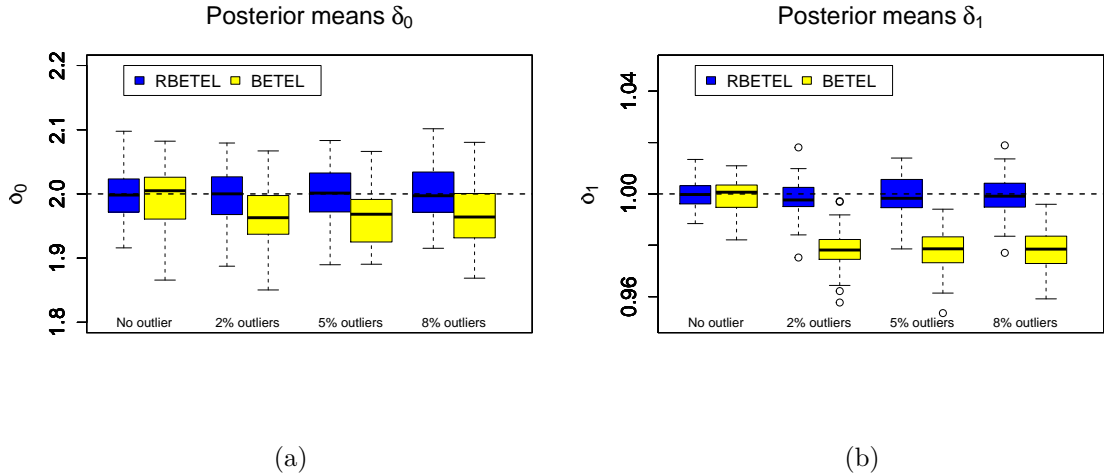 Posterior means δ0
δ0
2.2
2.1
2.0
1.9
1.8
RBETEL BETEL
No outlier 2% outliers 5% outliers 8% outliers
(a)
Posterior means δ1
δ1
1.04
1.00
0.96
RBETEL BETEL
No outlier 2% outliers 5% outliers 8% outliers
(b)